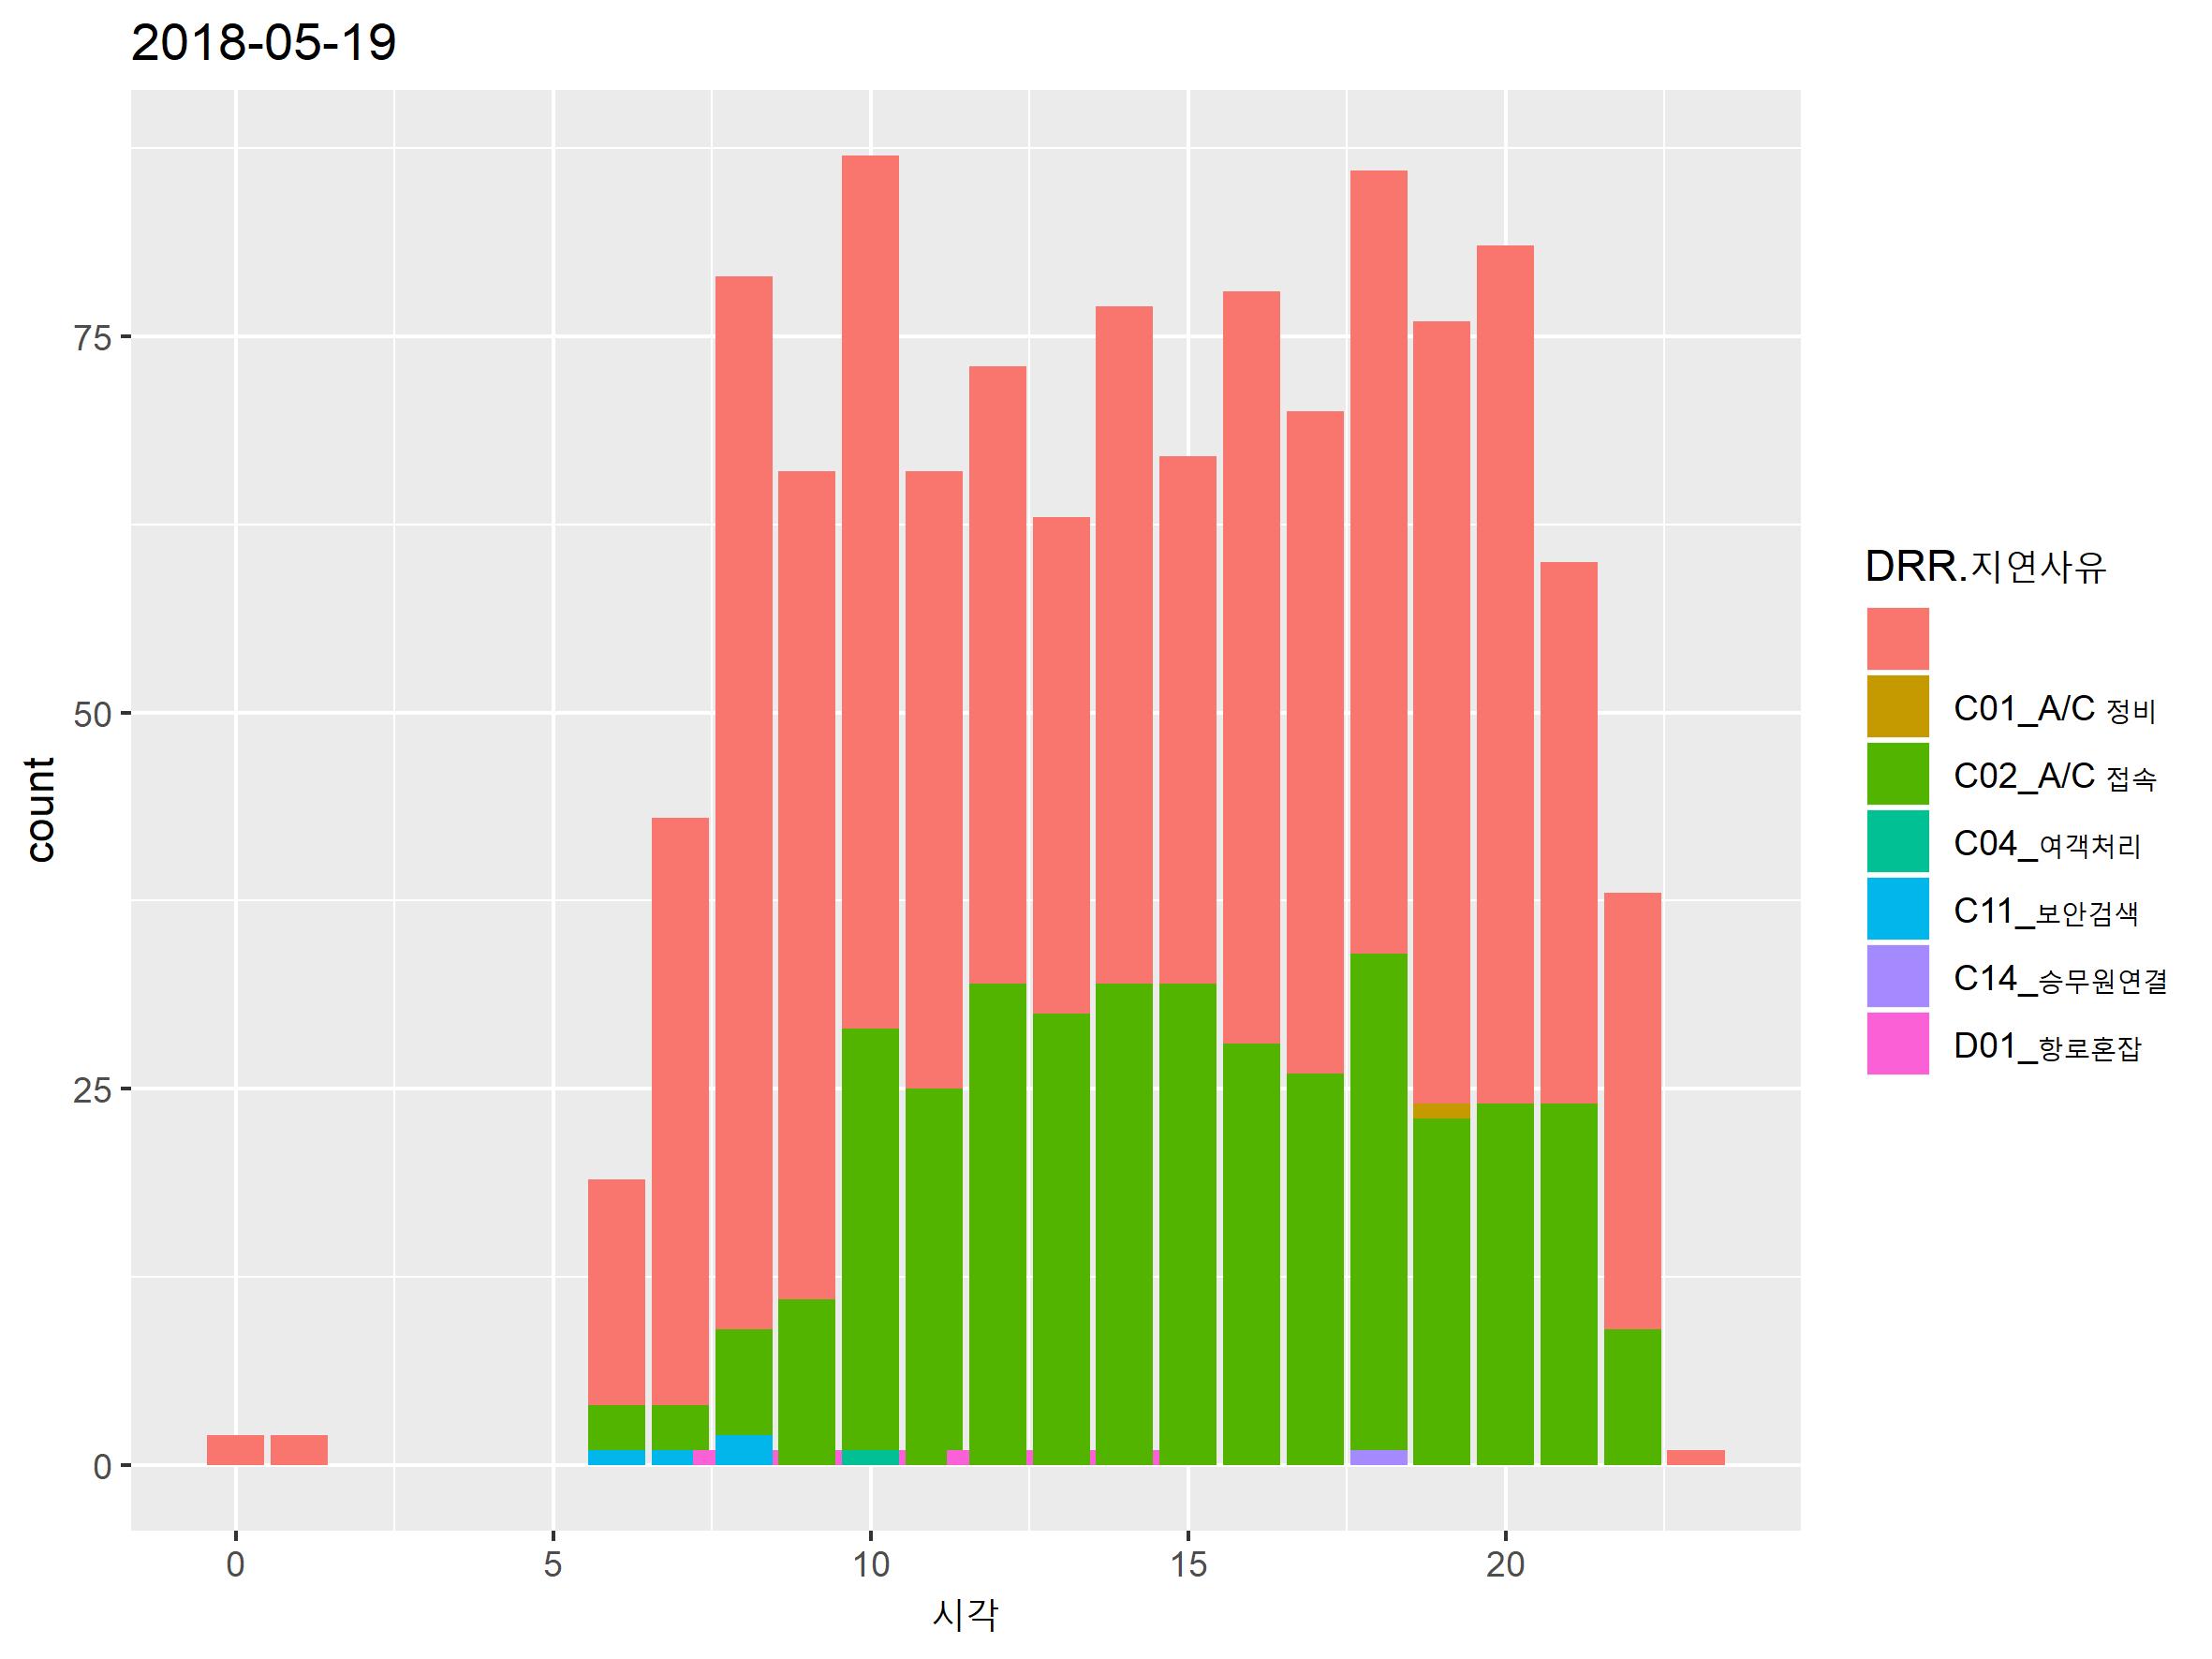 2018-05-19
count
75
50
25
0
0 5 10 15 20
시각
DRR.지연사유
C01_A/C 정비
C02_A/C 접속
C04_여객처리
C11_보안검색
C14_승무원연결
D01_항로혼잡